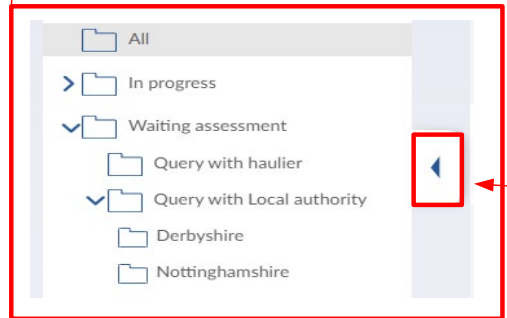 All
In progress
Waiting assessment
Query with haulier
Query with Local authority
Derbyshire
Nottinghamshire